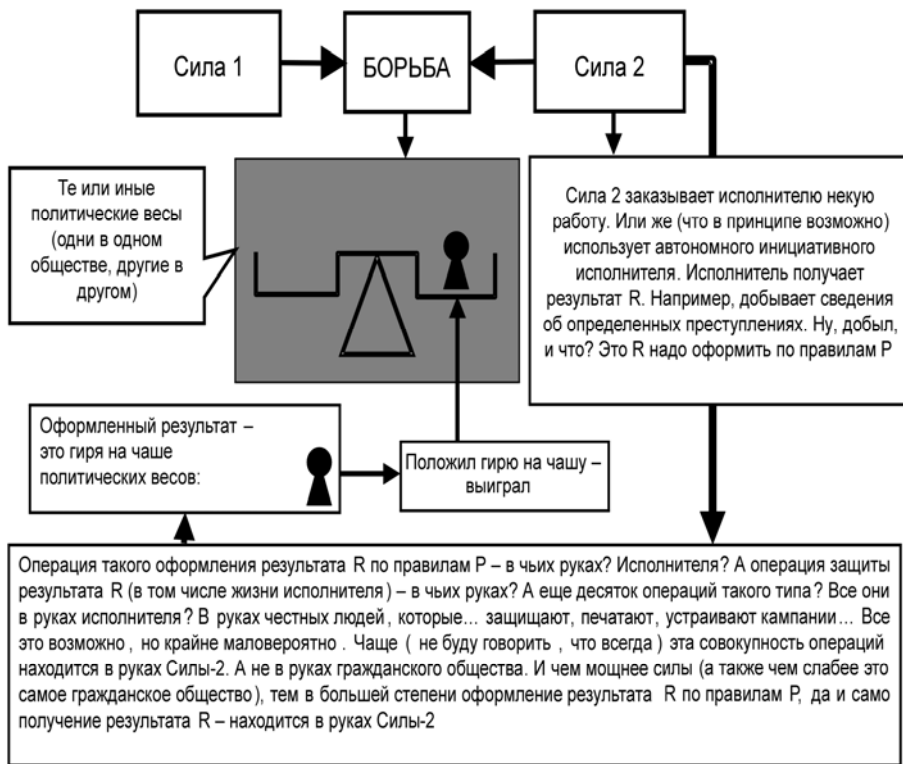 Сила 1
БОРЬБА
Сила 2
Те или иные
политические весы
(одни в одном
обществе, другие в
другом)
Сила 2 заказывает исполнителю некую
работу. Или же (что в принципе возможно)
использует автономного инициативного
исполнителя. Исполнитель получает
результат R. Например, добывает сведения
об определенных преступлениях. Ну, добыл,
и что? Это R надо оформить по правилам P
Оформленный результат –
это гиря на чаше
политических весов:
Положил гирю на чашу –
выиграл
Операция такого оформления результата R по правилам P – в чьих руках? Исполнителя? А операция защиты
результата R (в том числе жизни исполнителя) – в чьих руках? А еще десяток операций такого типа? Все они
в руках исполнителя? В руках честных людей, которые... защищают, печатают, устраивают кампании... Все
это возможно , но крайне маловероятно . Чаще ( не буду говорить , что всегда ) эта совокупность операций
находится в руках Силы-2. А не в руках гражданского общества. И чем мощнее силы (а также чем слабее это
самое гражданское общество), тем в большей степени оформление результата R по правилам P, да и само
получение результата R – находится в руках Силы-2